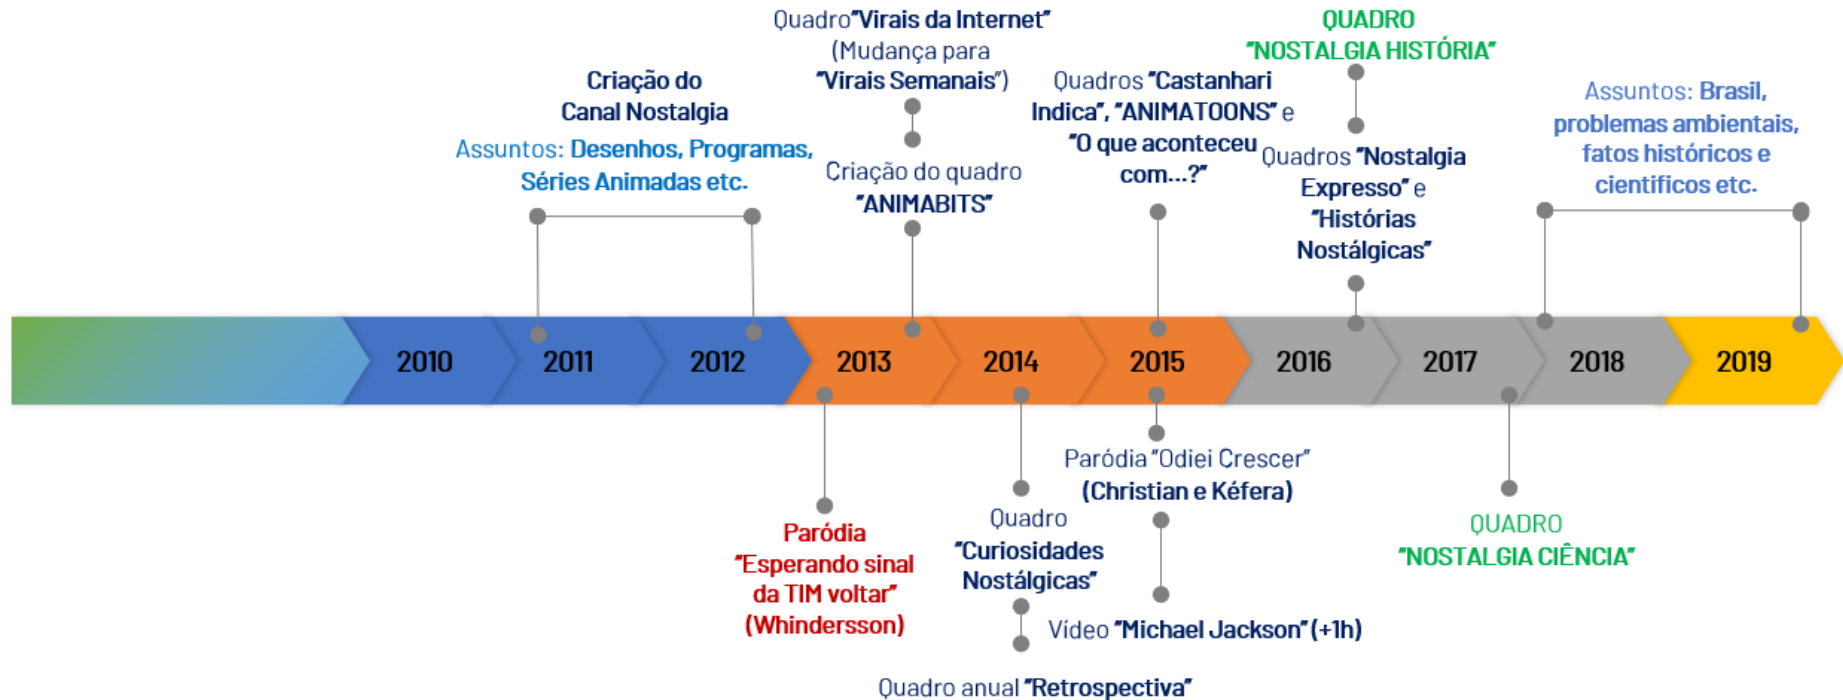 Quadro"Virais da Internet"
(Mudança para
"Virais Semanais")
QUADRO
"NOSTALGIA HISTÓRIA"
Criação do
Canal Nostalgia
Assuntos: Desenhos, Programas,
Séries Animadas etc.
Criação do quadro
"ANIMABITS"
Quadros "Castanhari
Indica", "ANIMATOONS" e
"O que aconteceu
com...?"
Quadros "Nostalgia
Expresso" e
"Histórias
Nostálgicas"
Assuntos: Brasil,
problemas ambientais,
fatos históricos e
científicos etc.
2010 2011 2012 2013 2014 2015 2016 2017 2018 2019
Paródia
"Esperando sinal
da TIM voltar"
(Whindersson)
Quadro
"Curiosidades
Nostálgicas"
Quadro anual "Retrospectiva"
Paródia "Odiei Crescer"
(Christian e Kéfera)
Vídeo "Michael Jackson" (+1h)
QUADRO
"NOSTALGIA CIÊNCIA"